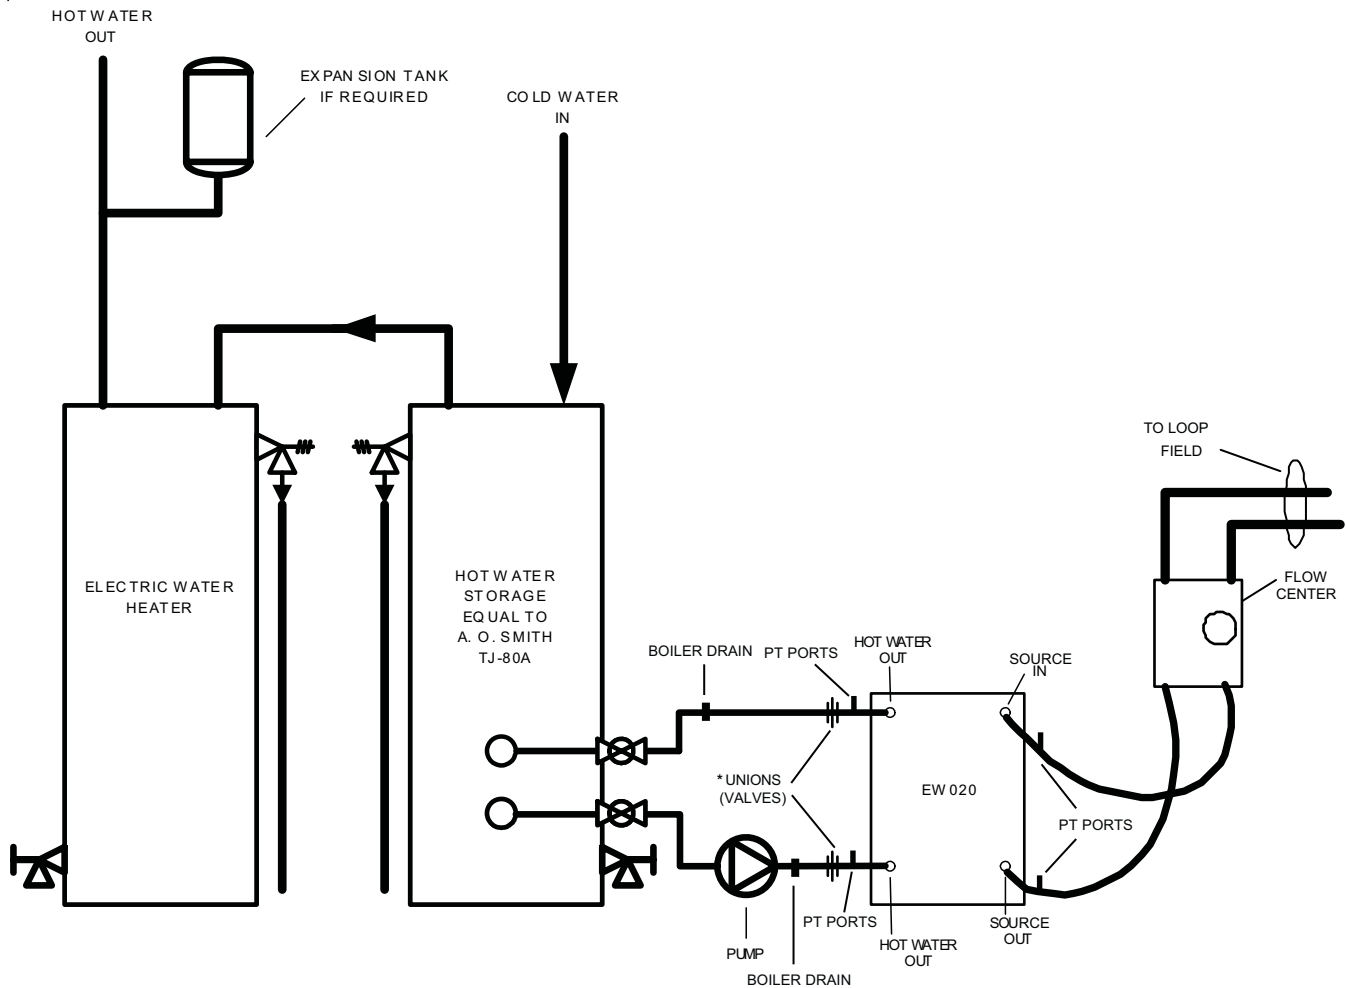 HOT WATER
OUT
EXPANSION TANK
IF REQUIRED
COLD WATER
IN
TO LOOP
FIELD
ELECTRIC WATER
HEATER
HOT WATER
STORAGE
EQUAL TO
A. O. SMITH
TJ-80A
FLOW
CENTER
BOILER DRAIN
PT PORTS
HOT WATER
OUT
SOURCE
IN
* UNIONS
(VALVES)
EW 020
PT PORTS
PT PORTS
PUMP
BOILER DRAIN
HOT WATER
OUT
SOURCE
OUT